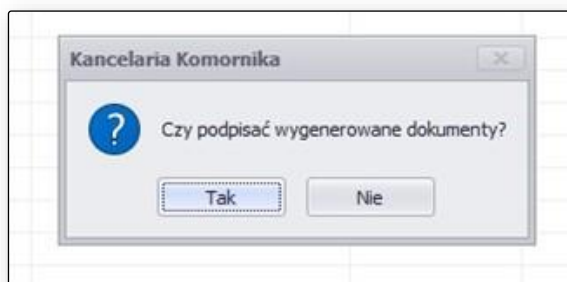 Kancelaria Komornika
Czy podpisać wygenerowane dokumenty?
Tak
Nie